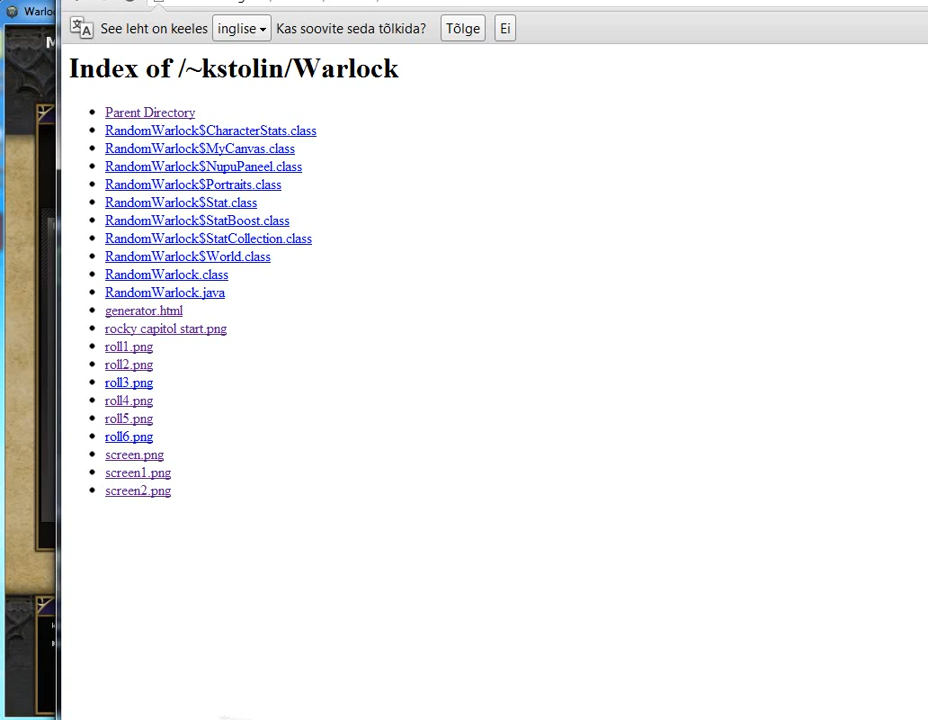 Warlo
M
See leht on keeles inglise Kas soovite seda tõlkida? Tõlge Ei
Index of /~kstolin/Warlock
Parent Directory
RandomWarlock$CharacterStats.class
RandomWarlock$MyCanvas.class
RandomWarlock$NupuPaneel.class
RandomWarlock$Portraits.class
RandomWarlock$Stat.class
RandomWarlock$StatBoost.class
RandomWarlock$StatCollection.class
RandomWarlock$World.class
RandomWarlock.class
RandomWarlock.java
generator.html
rocky capitol start.png
roll1.png
roll2.png
roll3.png
roll4.png
roll5.png
roll6.png
screen.png
screen1.png
screen2.png